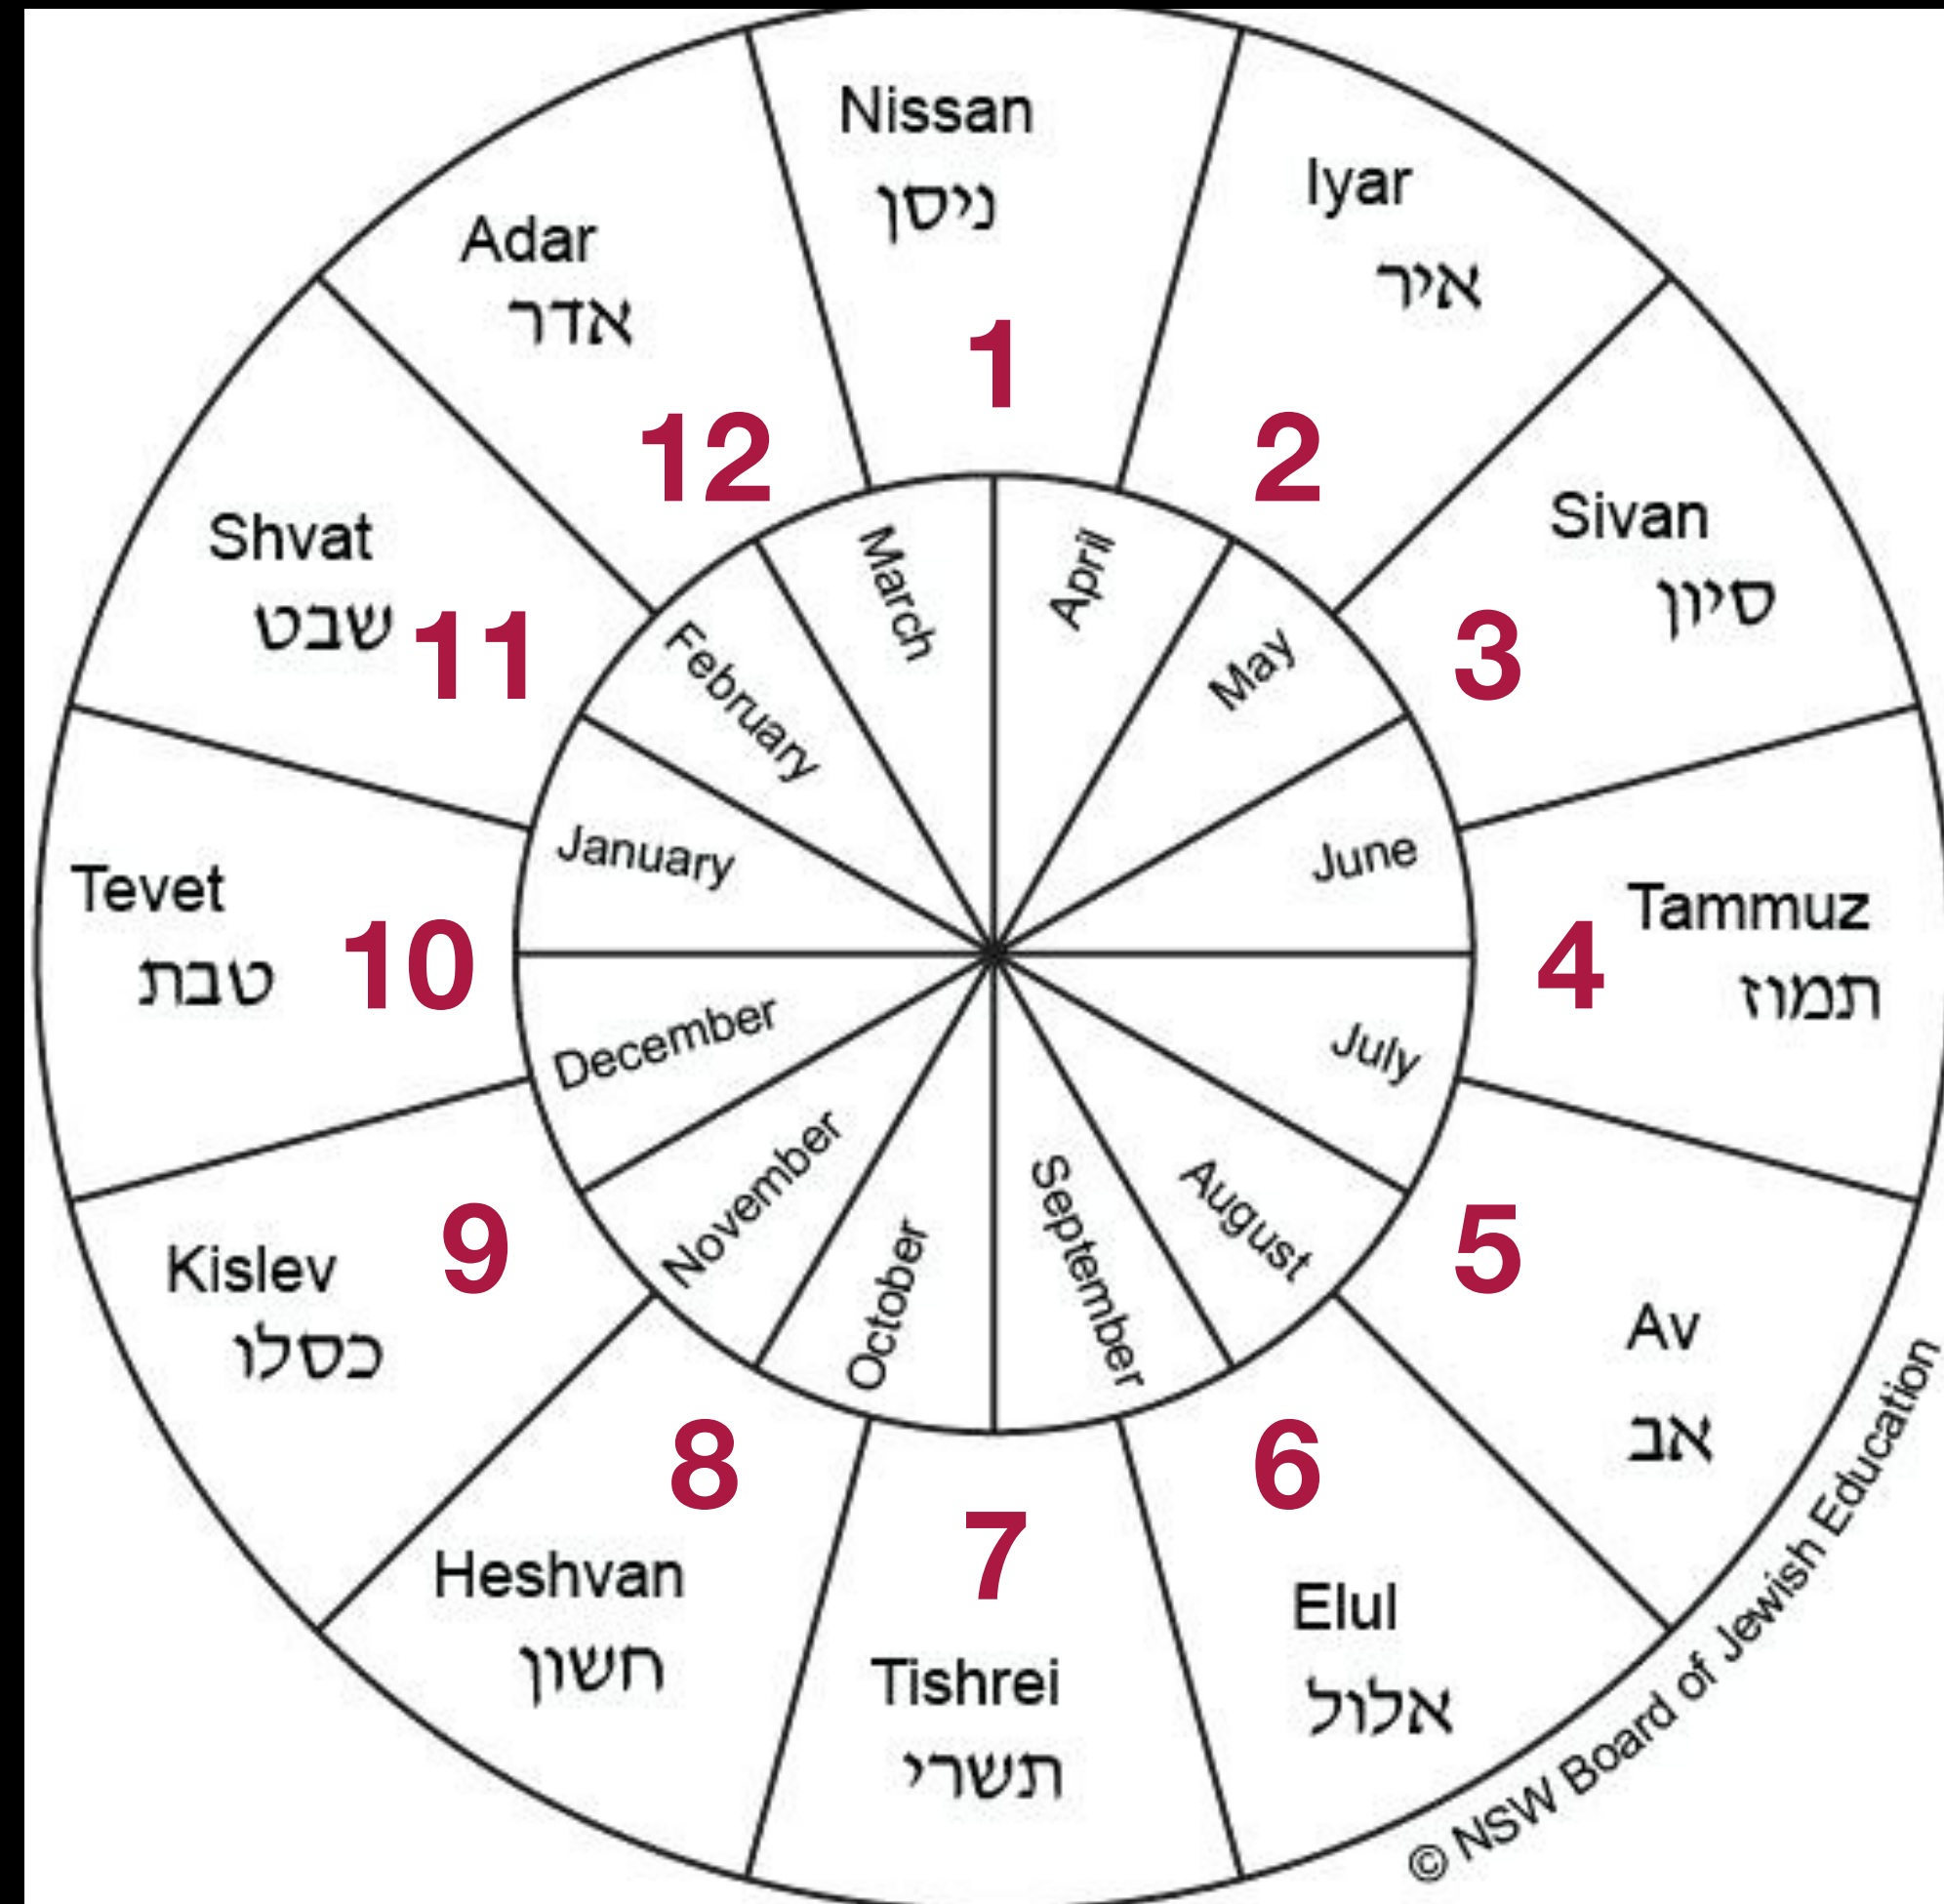 Nissan
ניסן
1
Iyar
איר
2
Sivan
סיון
3
Tammuz
תמוז
4
Av
אב
5
Elul
אלול
6
Tishrei
תשרי
7
Heshvan
חשון
8
Kislev
כסלו
9
Tevet
טבת
10
Shvat
שבט
11
Adar
אדר
12
January
February
March
April
May
June
July
August
September
October
November
December
© NSW Board of Jewish Education